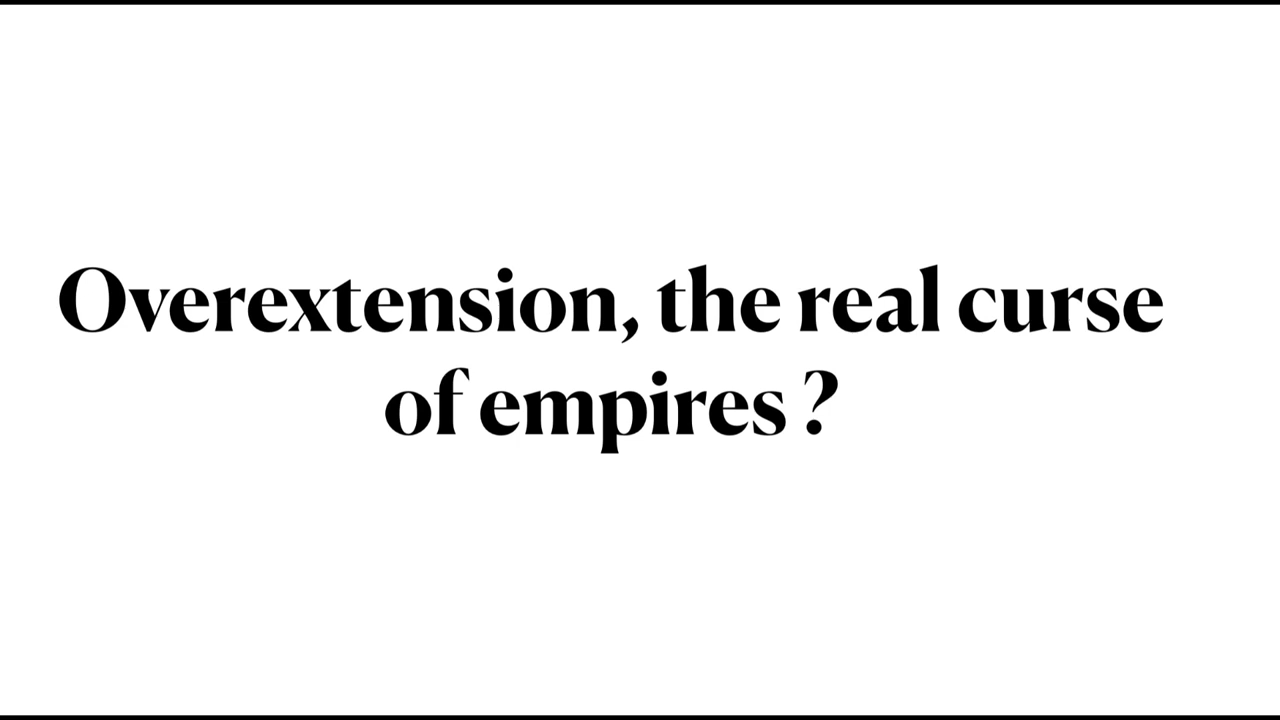 Overextension, the real curse
of empires ?